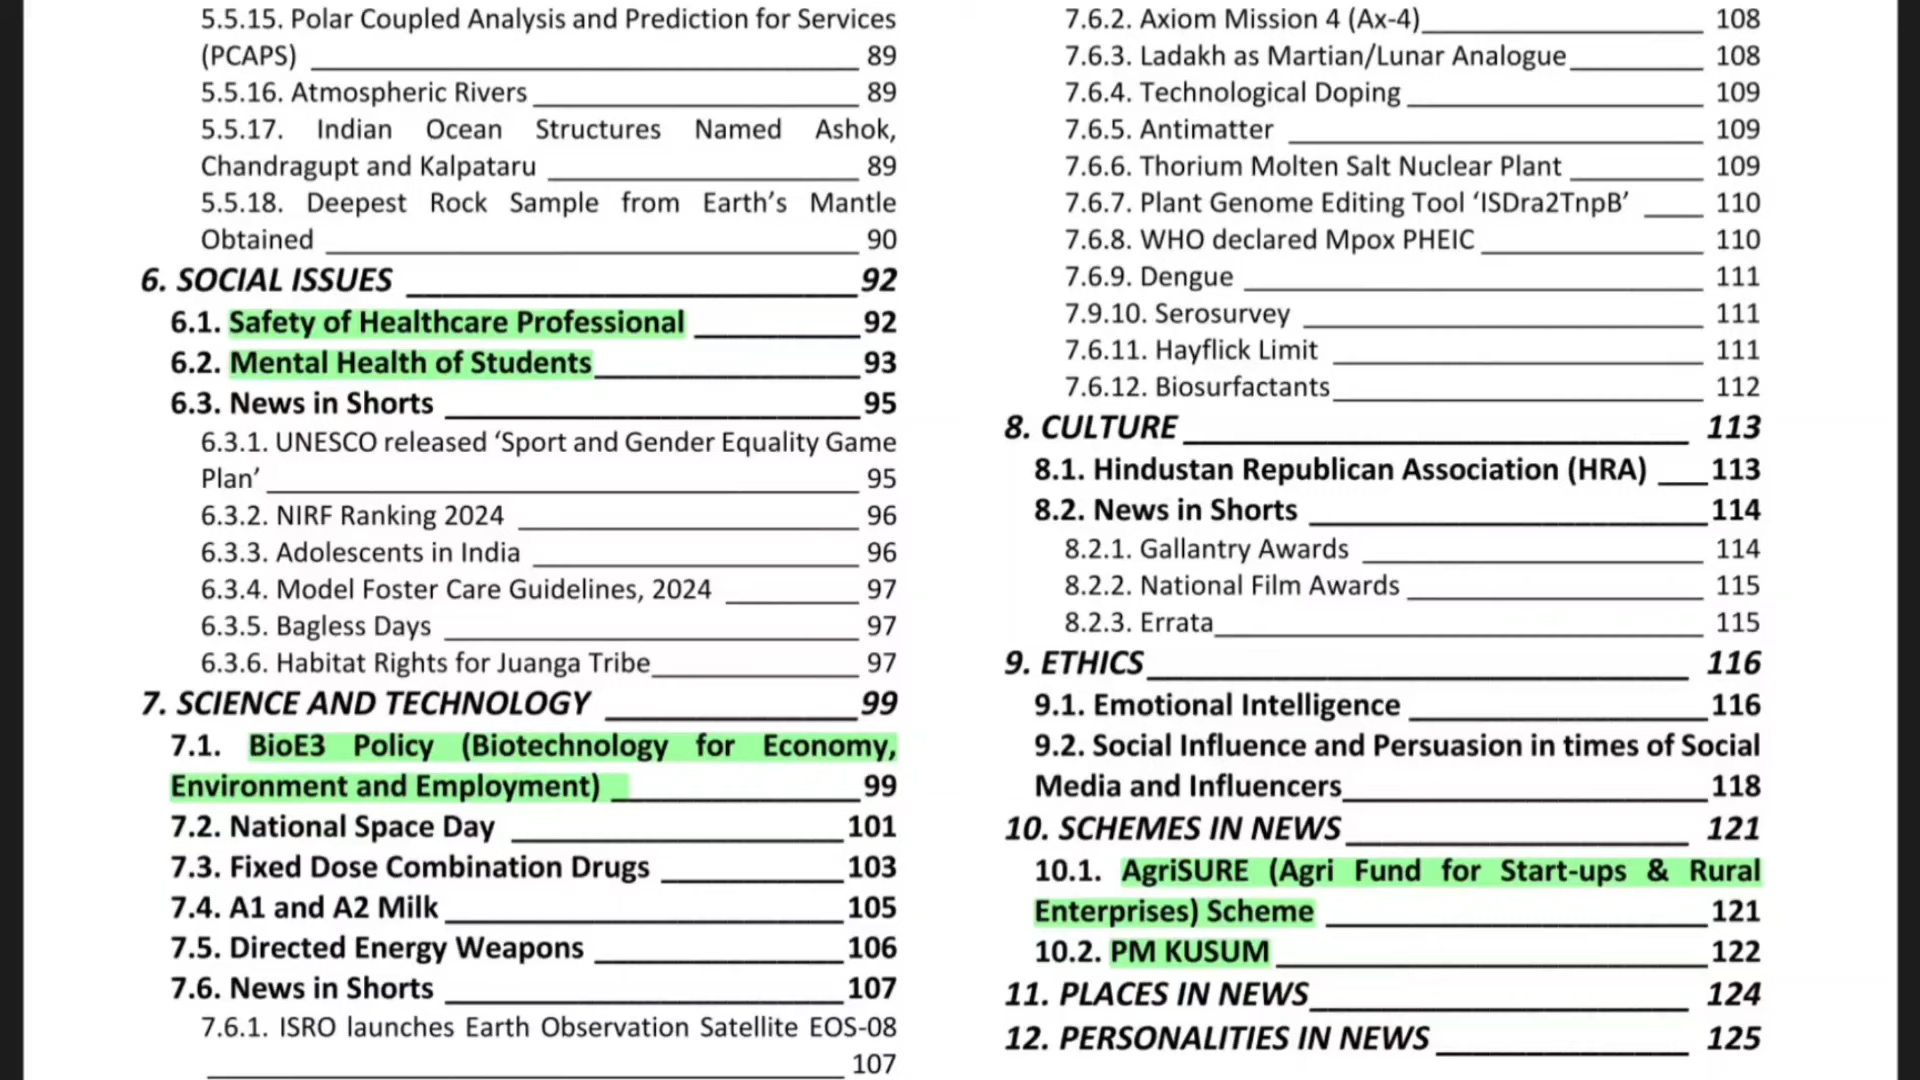 5.5.15. Polar Coupled Analysis and Prediction for Services
(PCAPS) 89
5.5.16. Atmospheric Rivers 89
5.5.17. Indian Ocean Structures Named Ashok,
Chandragupt and Kalpataru 89
5.5.18. Deepest Rock Sample from Earth’s Mantle
Obtained 90
6. SOCIAL ISSUES 92
6.1. Safety of Healthcare Professional 92
6.2. Mental Health of Students 93
6.3. News in Shorts 95
6.3.1. UNESCO released ‘Sport and Gender Equality Game
Plan’ 95
6.3.2. NIRF Ranking 2024 96
6.3.3. Adolescents in India 96
6.3.4. Model Foster Care Guidelines, 2024 97
6.3.5. Bagless Days 97
6.3.6. Habitat Rights for Juanga Tribe 97
7. SCIENCE AND TECHNOLOGY 99
7.1. BioE3 Policy (Biotechnology for Economy,
Environment and Employment) 99
7.2. National Space Day 101
7.3. Fixed Dose Combination Drugs 103
7.4. A1 and A2 Milk 105
7.5. Directed Energy Weapons 106
7.6. News in Shorts 107
7.6.1. ISRO launches Earth Observation Satellite EOS-08
107
7.6.2. Axiom Mission 4 (Ax-4) 108
7.6.3. Ladakh as Martian/Lunar Analogue 108
7.6.4. Technological Doping 109
7.6.5. Antimatter 109
7.6.6. Thorium Molten Salt Nuclear Plant 109
7.6.7. Plant Genome Editing Tool ‘ISDra2TnpB’ 110
7.6.8. WHO declared Mpox PHEIC 110
7.6.9. Dengue 111
7.9.10. Serosurvey 111
7.6.11. Hayflick Limit 111
7.6.12. Biosurfactants 112
8. CULTURE 113
8.1. Hindustan Republican Association (HRA) 113
8.2. News in Shorts 114
8.2.1. Gallantry Awards 114
8.2.2. National Film Awards 115
8.2.3. Errata 115
9. ETHICS 116
9.1. Emotional Intelligence 116
9.2. Social Influence and Persuasion in times of Social
Media and Influencers 118
10. SCHEMES IN NEWS 121
10.1. AgriSURE (Agri Fund for Start-ups & Rural
Enterprises) Scheme 121
10.2. PM KUSUM 122
11. PLACES IN NEWS 124
12. PERSONALITIES IN NEWS 125